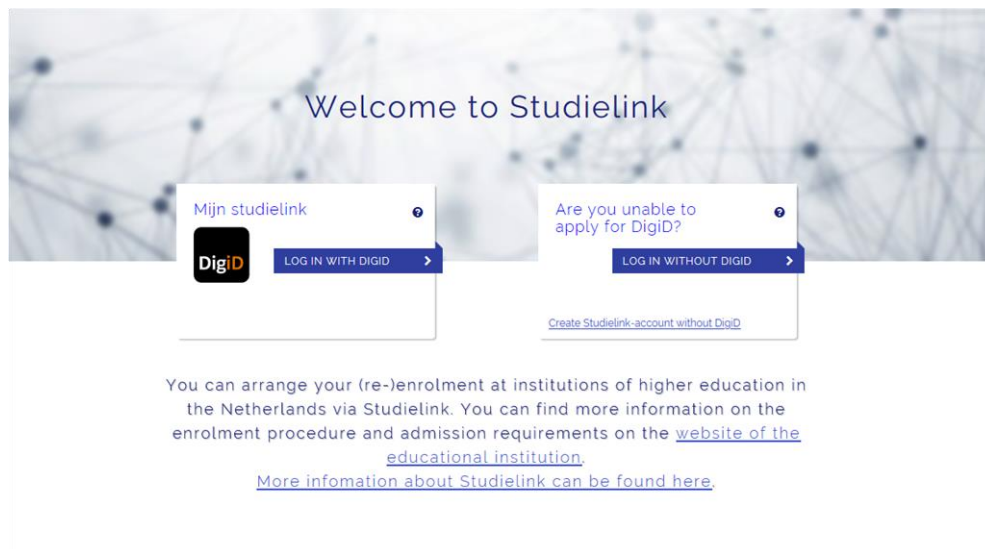 Welcome to Studielink
Mijn studielink
?
DigiD
LOG IN WITH DIGID
Are you unable to
apply for DigiD?
?
LOG IN WITHOUT DIGID
Create Studielink-account without DigiD
You can arrange your (re-)enrolment at institutions of higher education in
the Netherlands via Studielink. You can find more information on the
enrolment procedure and admission requirements on the website of the
educational institution.
More infomation about Studielink can be found here.